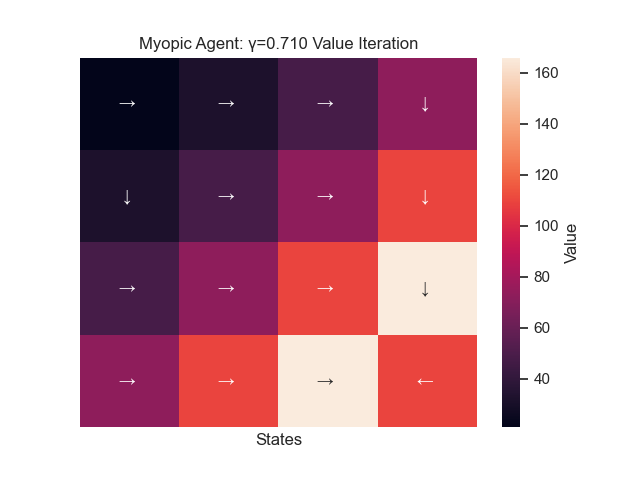 Myopic Agent: γ=0.710 Value Iteration
→ → → ↓
↓ → → ↓
→ → → ↓
→ → → ←
States
160
140
120
100
80
60
40
Value